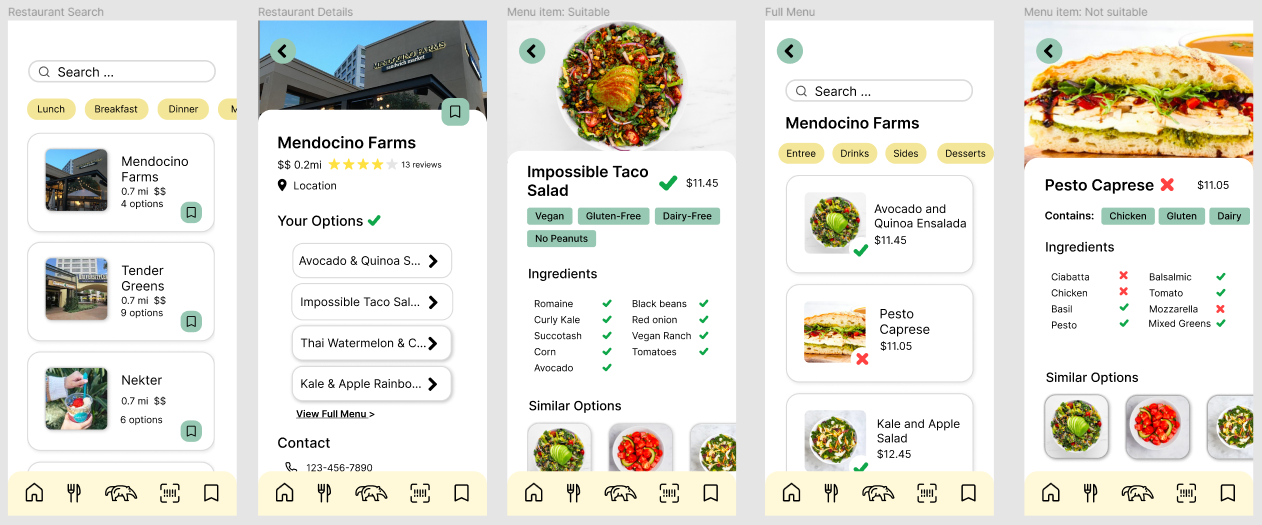 Restaurant Search
Search ...
Lunch
Breakfast
Dinner
M
Mendocino
Farms
0.7 mi $$
4 options
Tender
Greens
0.7 mi $$
9 options
Nekter
0.7 mi $$
6 options
Restaurant Details
MENDOCINO FARMS
sandwich market
Mendocino Farms
$$ 0.2mi
13 reviews
Location
Your Options
Avocado & Quinoa S...
Impossible Taco Sal...
Thai Watermelon & C...
Kale & Apple Rainbo...
View Full Menu >
Contact
123-456-7890
Menu item: Suitable
Impossible Taco
Salad
$11.45
Vegan
Gluten-Free
Dairy-Free
No Peanuts
Ingredients
Romaine
Curly Kale
Succotash
Corn
Avocado
Black beans
Red onion
Vegan Ranch
Tomatoes
Similar Options
Full Menu
Search ...
Mendocino Farms
Entree
Drinks
Sides
Desserts
Avocado and
Quinoa Ensalada
$11.45
Pesto
Caprese
$11.05
Kale and Apple
Salad
$12.45
Menu item: Not suitable
Pesto Caprese
$11.05
Contains:
Chicken
Gluten
Dairy
Ingredients
Ciabatta
Chicken
Basil
Pesto
Balsalmic
Tomato
Mozzarella
Mixed Greens
Similar Options